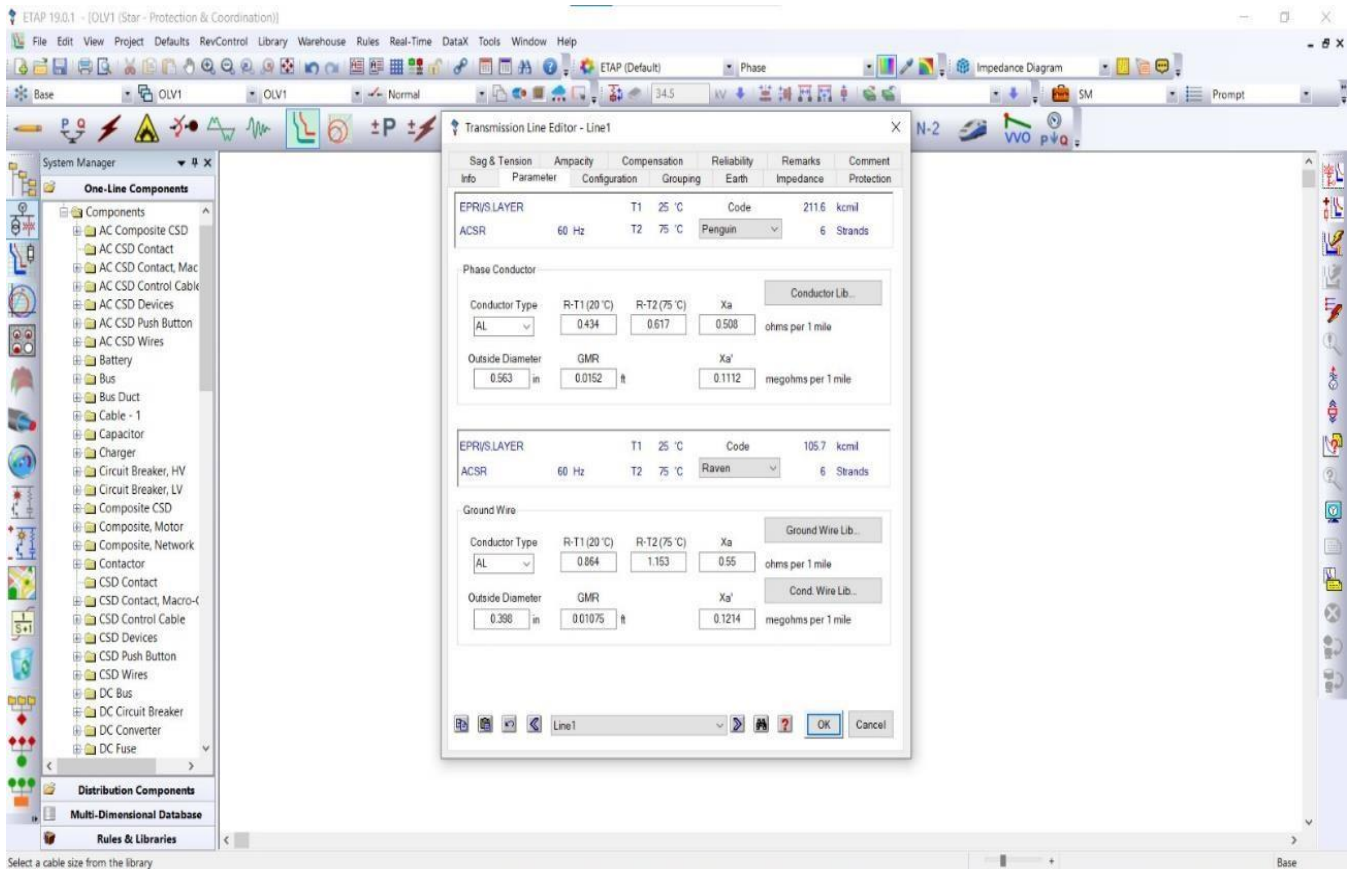 ETAP 19.0.1 - [OLV1 (Star - Protection & Coordination)]
File Edit View Project Defaults RevControl Library Warehouse Rules Real-Time DataX Tools Window Help
ETAP (Default) Phase Impedance Diagram
Base OLV1 OLV1 Normal 34.5 kV SM Prompt
P Q ±P ± N-2 VVO P Q
Transmission Line Editor - Line1
System Manager
One-Line Components
Components
AC Composite CSD
AC CSD Contact
AC CSD Contact, Mac
AC CSD Control Cable
AC CSD Devices
AC CSD Push Button
AC CSD Wires
Battery
Bus
Bus Duct
Cable - 1
Capacitor
Charger
Circuit Breaker, HV
Circuit Breaker, LV
Composite CSD
Composite, Motor
Composite, Network
Contactor
CSD Contact
CSD Contact, Macro-C
CSD Control Cable
CSD Devices
CSD Push Button
CSD Wires
DC Bus
DC Circuit Breaker
DC Converter
DC Fuse
Distribution Components
Multi-Dimensional Database
Rules & Libraries
Sag & Tension Ampacity Compensation Reliability Remarks Comment
Info Parameter Configuration Grouping Earth Impedance Protection
EPRI/S.LAYER T1 25 °C Code 211.6 kcmil
ACSR 60 Hz T2 75 °C Penguin 6 Strands
Phase Conductor
Conductor Lib...
Conductor Type R-T1 (20 °C) R-T2 (75 °C) Xa
AL 0.434 0.617 0.508 ohms per 1 mile
Outside Diameter GMR Xa'
0.563 in 0.0152 ft 0.1112 megohms per 1 mile
EPRI/S.LAYER T1 25 °C Code 105.7 kcmil
ACSR 60 Hz T2 75 °C Raven 6 Strands
Ground Wire
Ground Wire Lib...
Conductor Type R-T1 (20 °C) R-T2 (75 °C) Xa
AL 0.864 1.153 0.55 ohms per 1 mile
Cond. Wire Lib...
Outside Diameter GMR Xa'
0.398 in 0.01075 ft 0.1214 megohms per 1 mile
Line1 OK Cancel
S+1
Select a cable size from the library Base